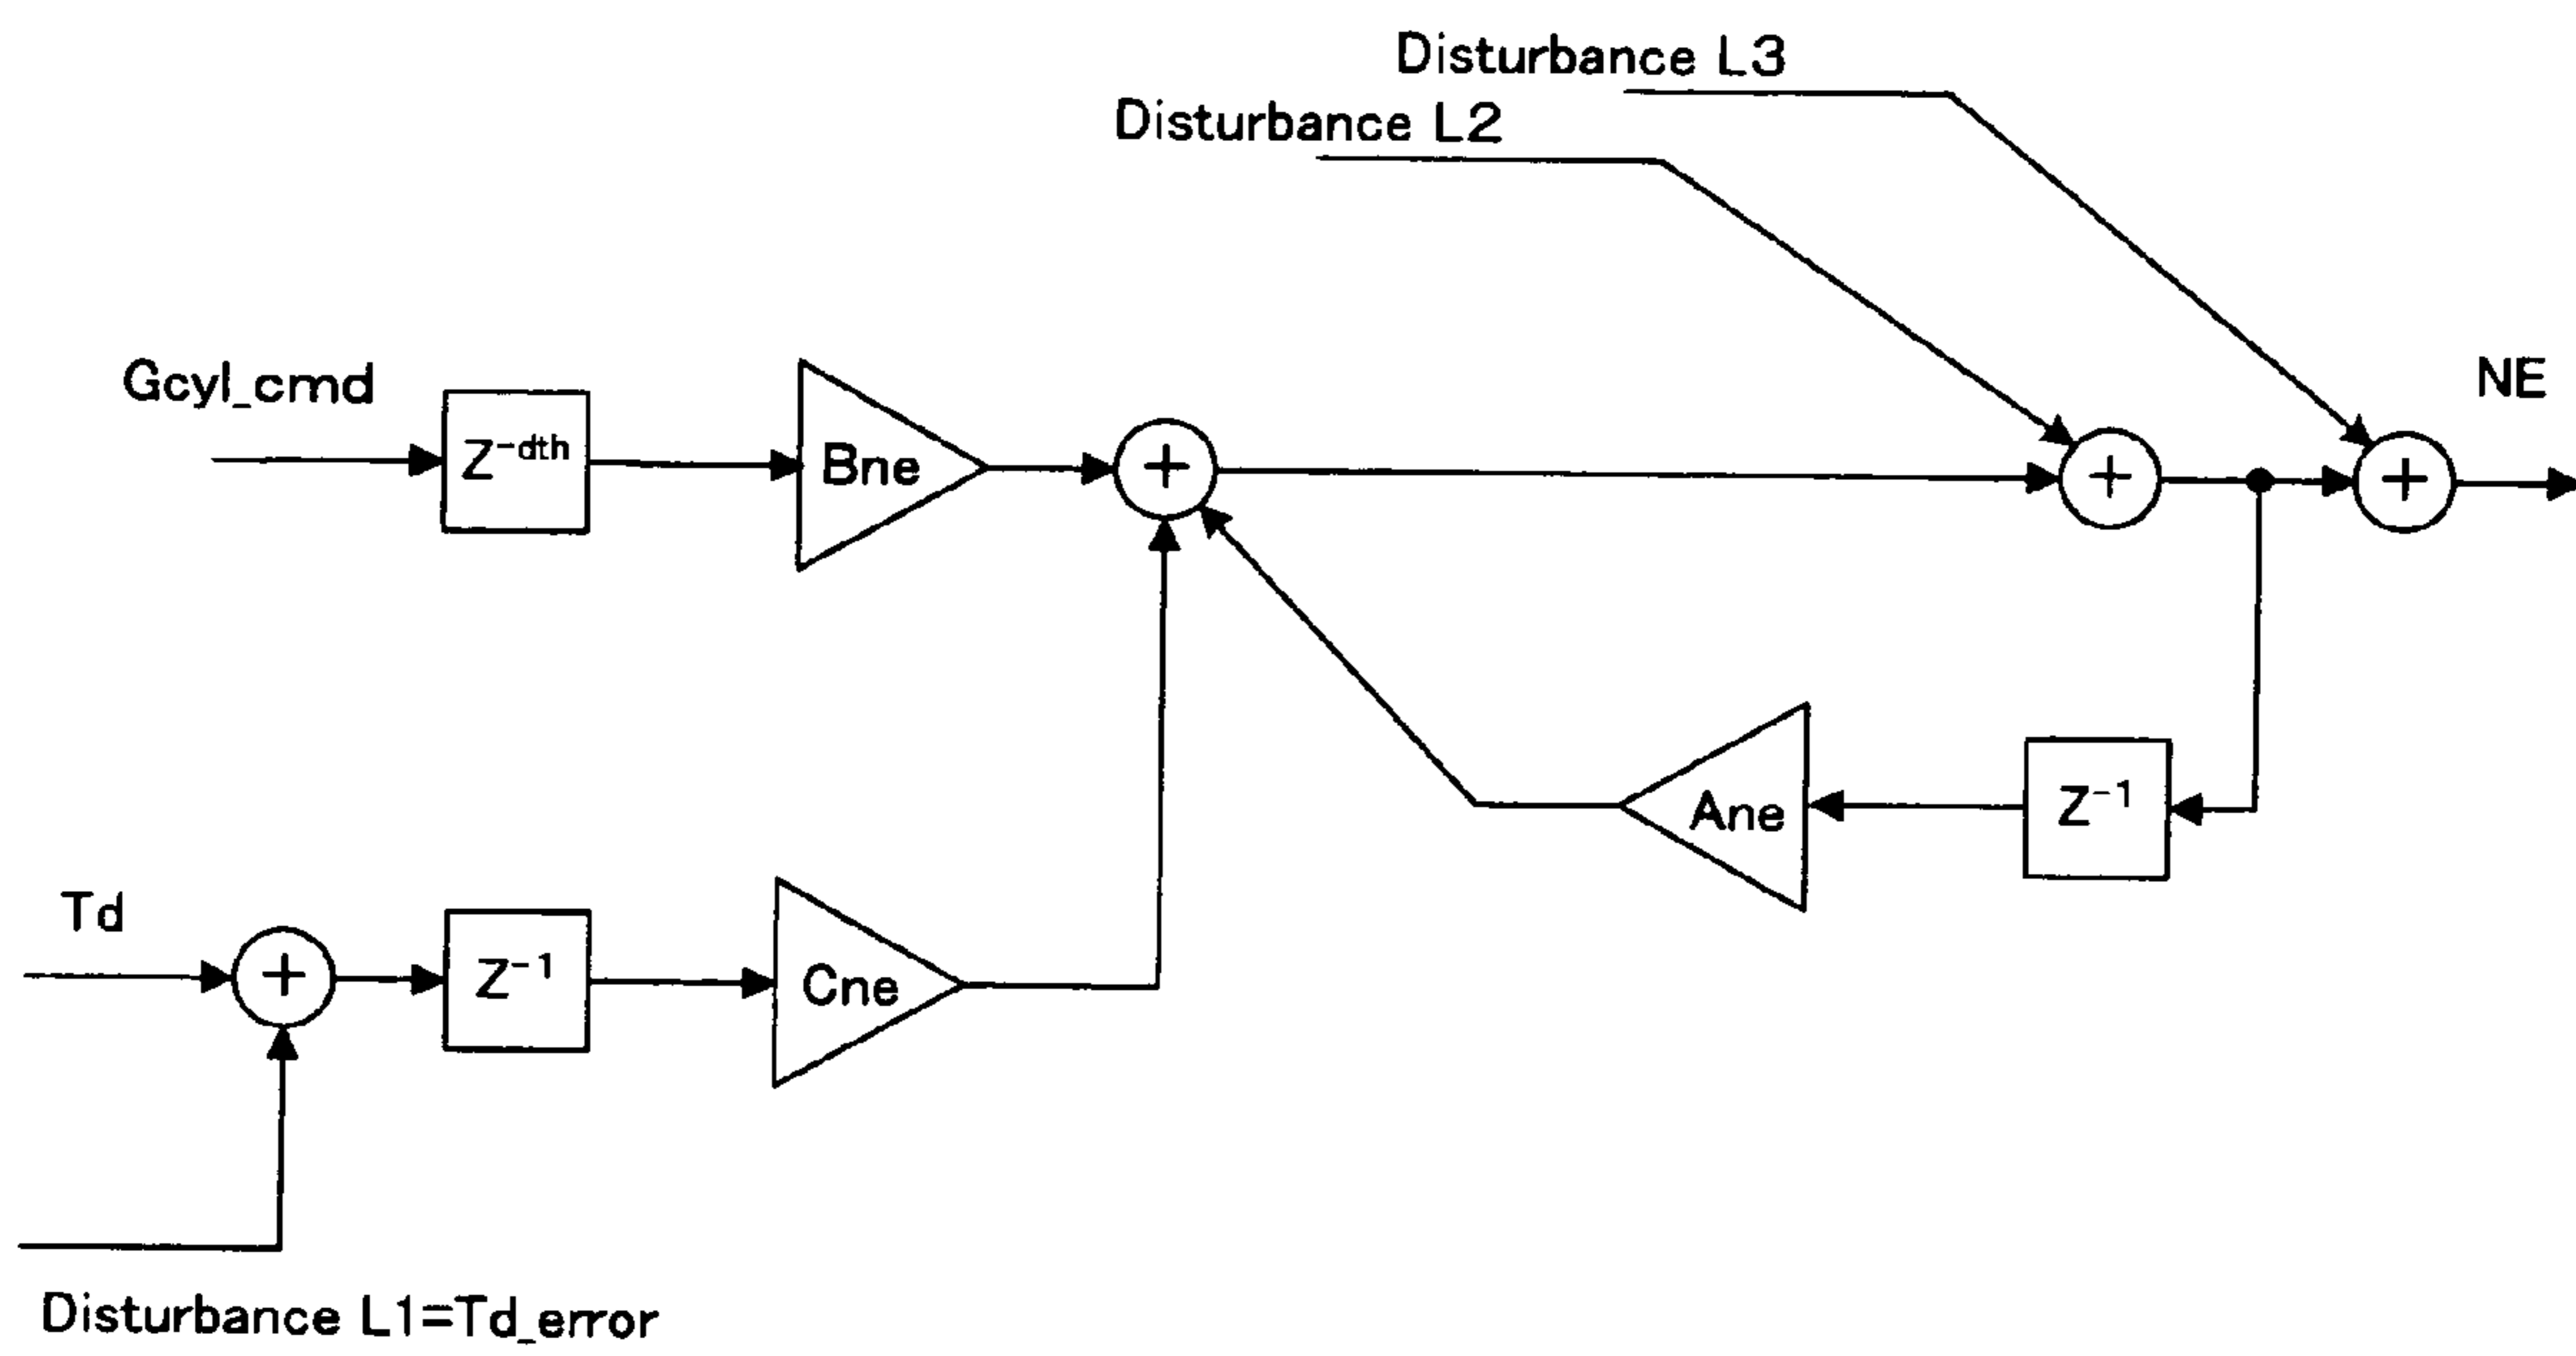 Disturbance L3
Disturbance L2
Gcyl_cmd
Z⁻ᵈᵗʰ
Bne
+
+
+
NE
Ane
Z⁻¹
Td
+
Z⁻¹
Cne
Disturbance L1=Td_error